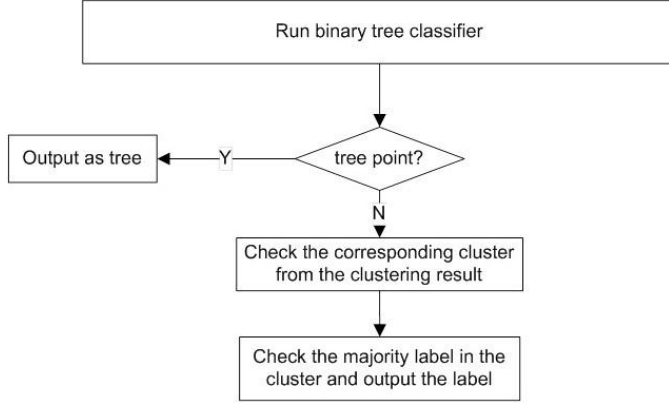 Run binary tree classifier
tree point?
Y
Output as tree
N
Check the corresponding cluster
from the clustering result
Check the majority label in the
cluster and output the label